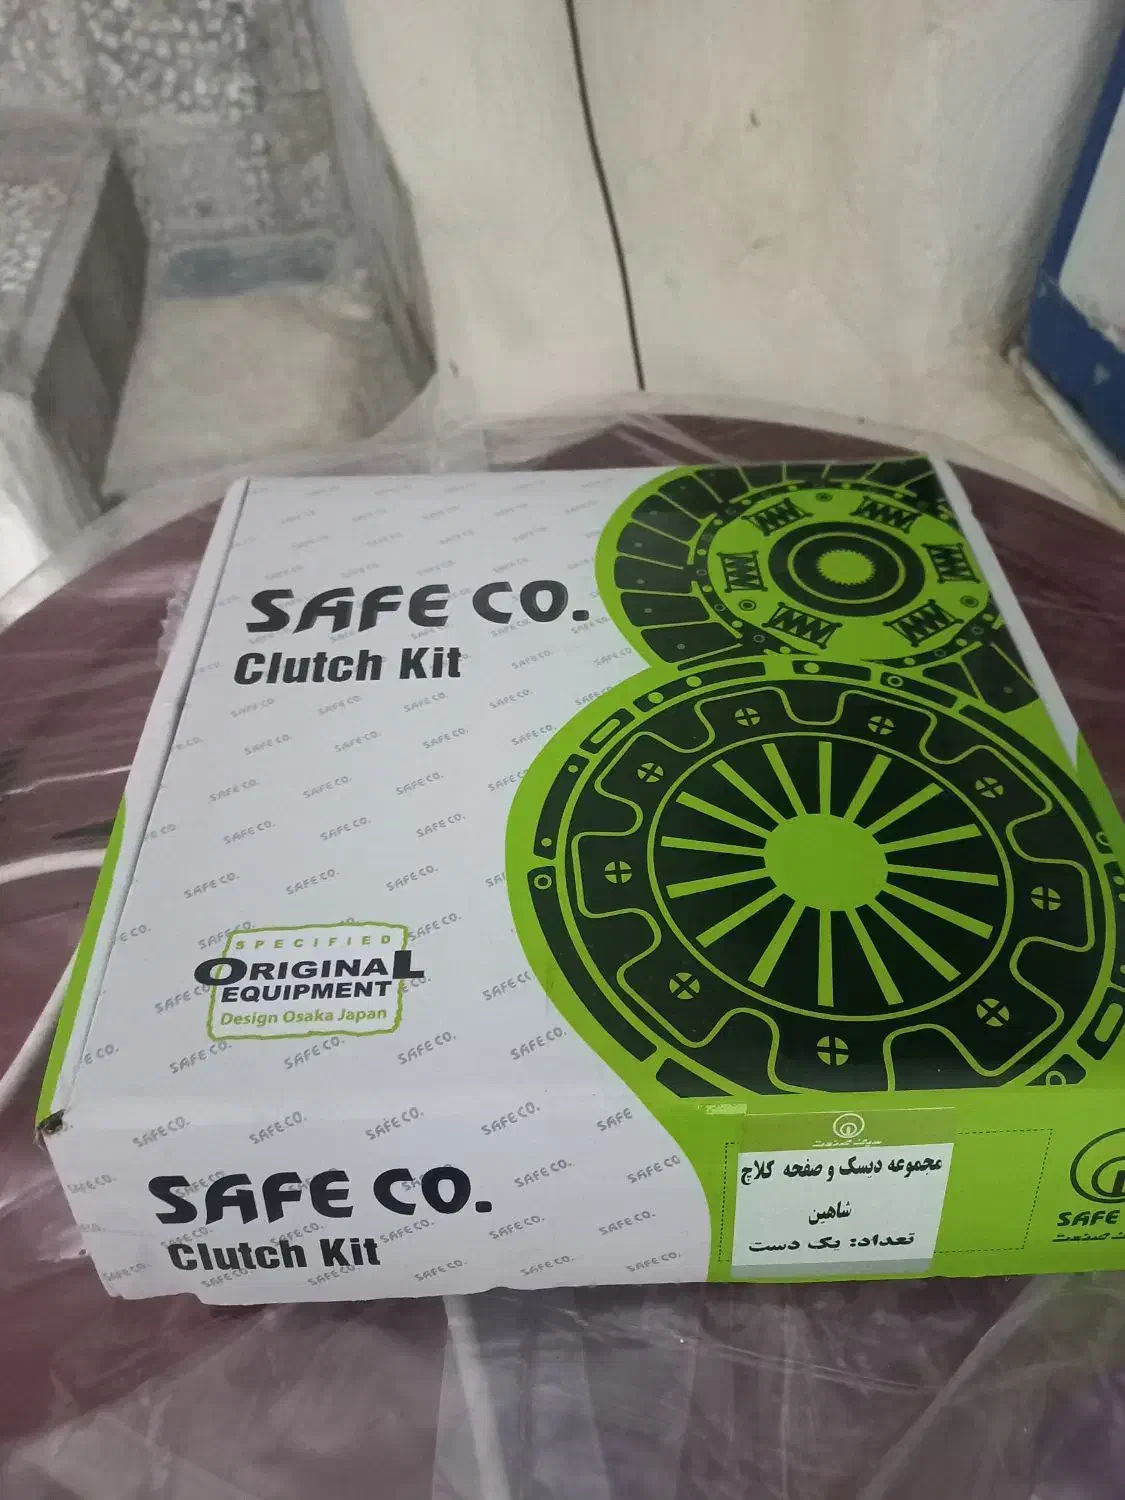 SAFE CO.
Clutch Kit
SPECIFIED
ORIGINAL
EQUIPMENT
Design Osaka Japan
SAFE CO.
Clutch Kit
مجموعه دیسک و صفحه کلاچ
شاهین
تعداد: یک دست
SAFE